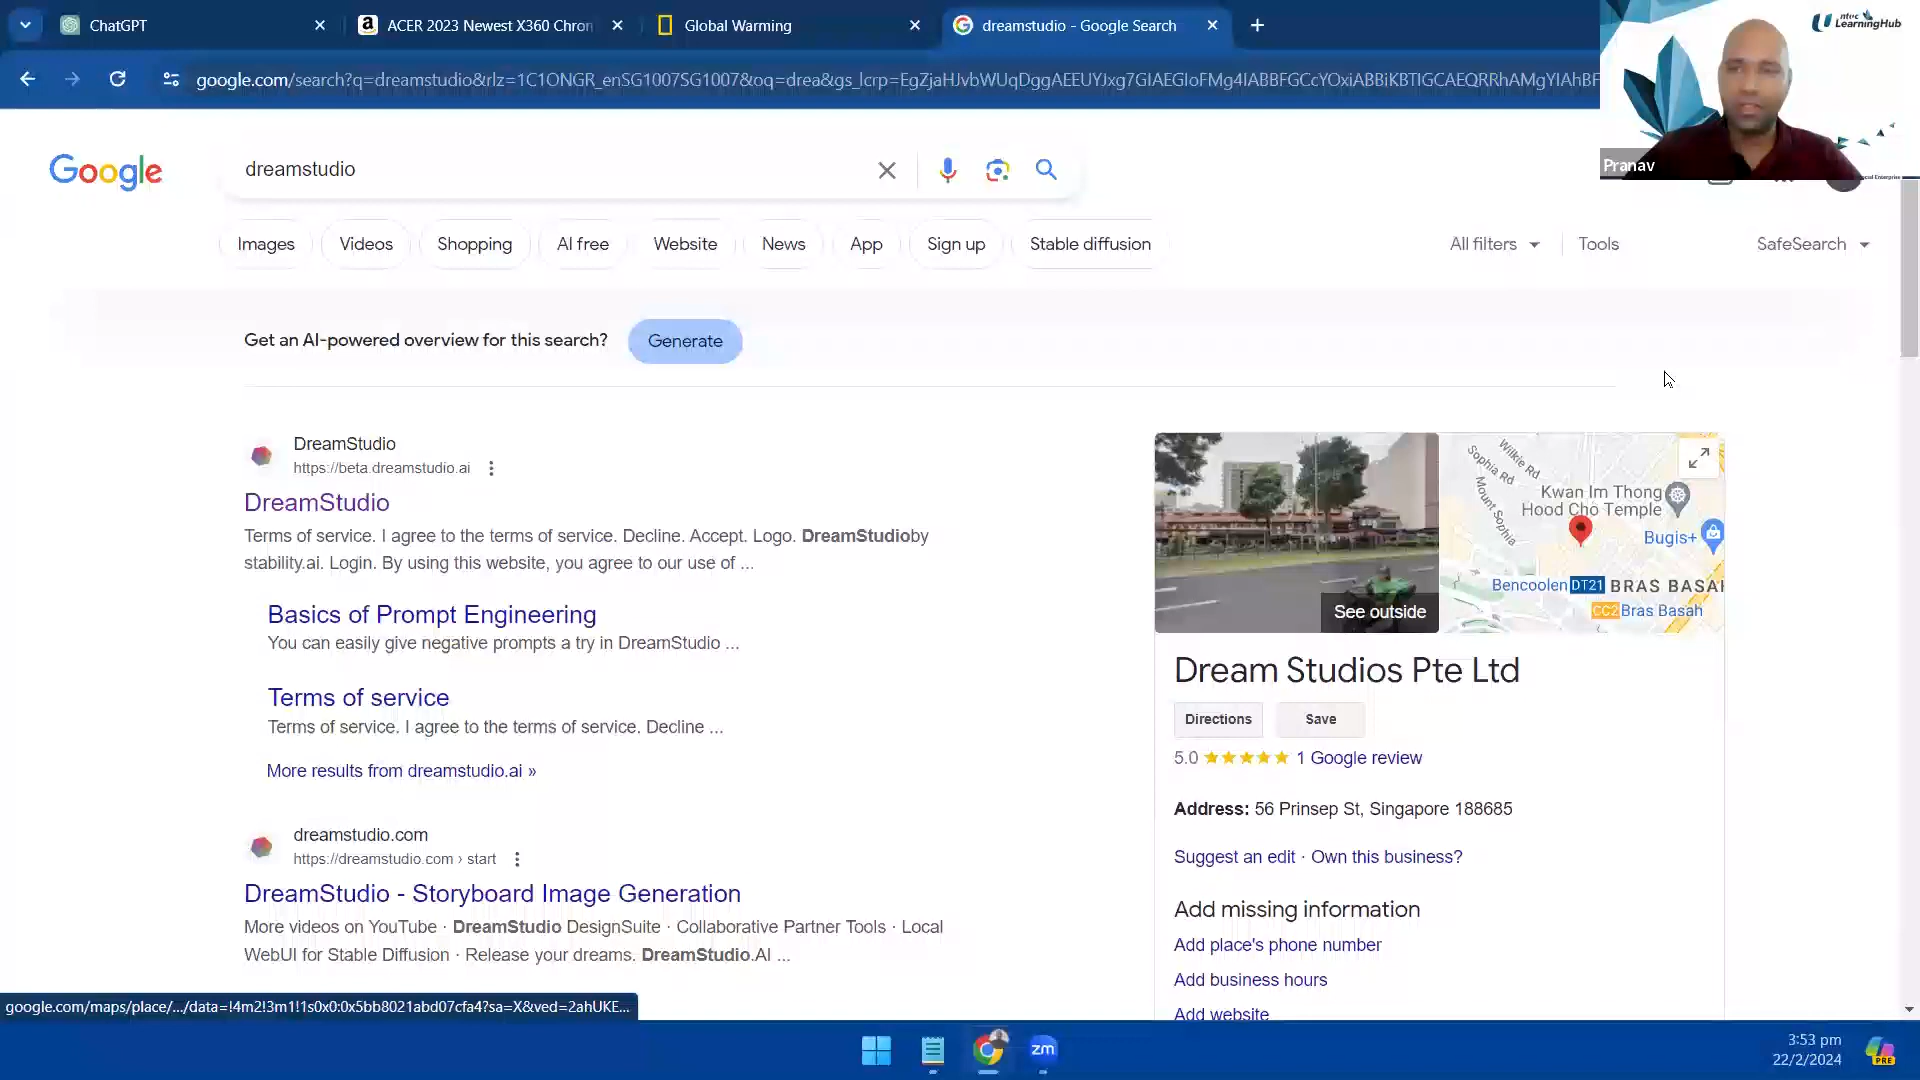 ChatGPT
ACER 2023 Newest X360 Chron
Global Warming
dreamstudio - Google Search
ntuc
LearningHub
google.com/search?q=dreamstudio&rlz=1C1ONGR_enSG1007SG1007&oq=drea&gs_lcrp=EgZjaHJvbWUqDggAEEUYJxg7GIAEGIoFMg4IABBFGCcYOxiABBiKBTIGCAEQRRhAMgYIAhBF
Pranav
Google
dreamstudio
Images
Videos
Shopping
AI free
Website
News
App
Sign up
Stable diffusion
All filters
Tools
SafeSearch
Get an AI-powered overview for this search?
Generate
DreamStudio
https://beta.dreamstudio.ai
DreamStudio
Terms of service. I agree to the terms of service. Decline. Accept. Logo. DreamStudioby
stability.ai. Login. By using this website, you agree to our use of ...
Basics of Prompt Engineering
You can easily give negative prompts a try in DreamStudio ...
Terms of service
Terms of service. I agree to the terms of service. Decline ...
More results from dreamstudio.ai »
dreamstudio.com
https://dreamstudio.com › start
DreamStudio - Storyboard Image Generation
More videos on YouTube · DreamStudio DesignSuite · Collaborative Partner Tools · Local
WebUI for Stable Diffusion · Release your dreams. DreamStudio.AI ...
See outside
Wilkie Rd
Sophia Rd
Mount Sophia
Kwan Im Thong
Hood Cho Temple
Bugis+
Bencoolen DT21 BRAS BASAH
CC2 Bras Basah
Dream Studios Pte Ltd
Directions
Save
5.0 ★★★★★ 1 Google review
Address: 56 Prinsep St, Singapore 188685
Suggest an edit · Own this business?
Add missing information
Add place's phone number
Add business hours
Add website
google.com/maps/place/.../data=!4m2!3m1!1s0x0:0x5bb8021abd07cfa4?sa=X&ved=2ahUKE...
zm
3:53 pm
22/2/2024
PRE